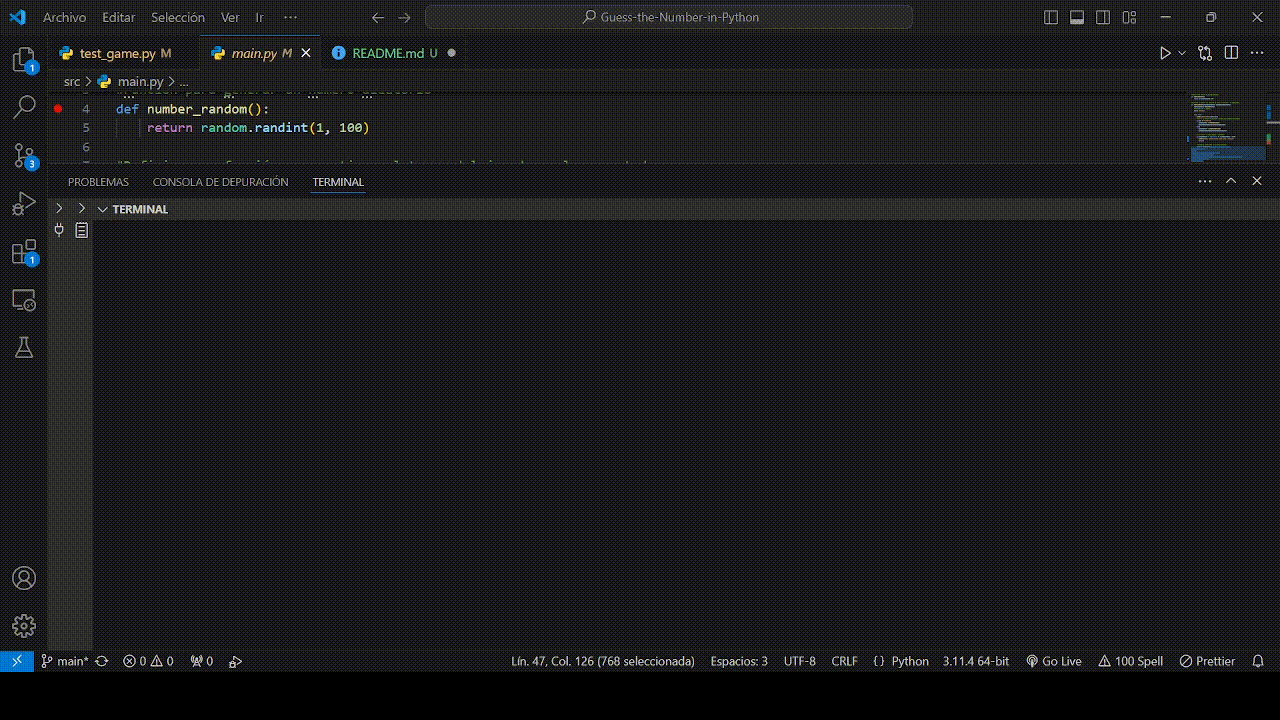 Archivo Editar Selección Ver Ir ... Guess-the-Number-in-Python
test_game.py M main.py M README.md U
src > main.py > ...
4 def number_random():
5 return random.randint(1, 100)
6
PROBLEMAS CONSOLA DE DEPURACIÓN TERMINAL
TERMINAL
1
3
1
main* 0 0 0 Lín. 47, Col. 126 (768 seleccionada) Espacios: 3 UTF-8 CRLF {} Python 3.11.4 64-bit Go Live 100 Spell Prettier